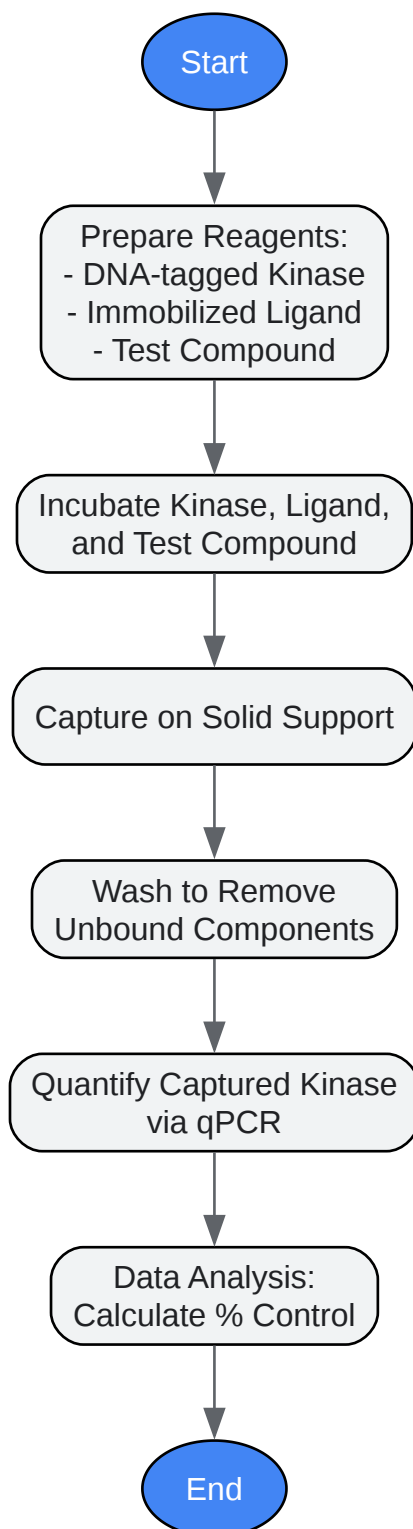 Start
Prepare Reagents:
- DNA-tagged Kinase
- Immobilized Ligand
- Test Compound
Incubate Kinase, Ligand,
and Test Compound
Capture on Solid Support
Wash to Remove
Unbound Components
Quantify Captured Kinase
via qPCR
Data Analysis:
Calculate % Control
End